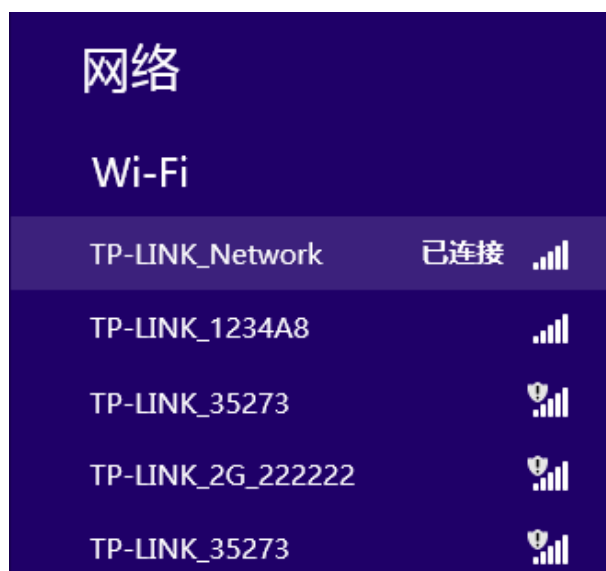 网络
Wi-Fi
TP-LINK_Network 已连接
TP-LINK_1234A8
TP-LINK_35273
TP-LINK_2G_222222
TP-LINK_35273